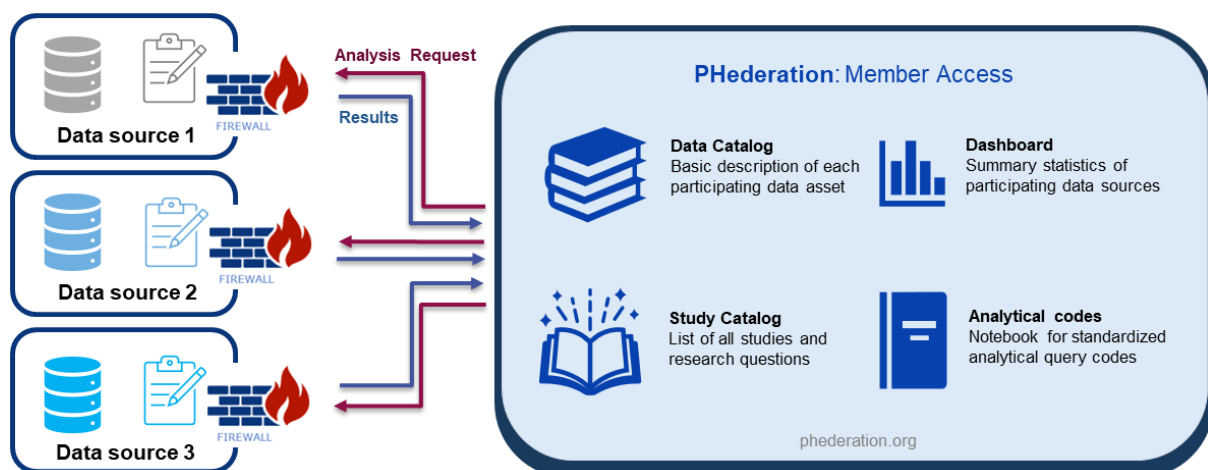 FIREWALL
Data source 1
FIREWALL
Data source 2
FIREWALL
Data source 3
Analysis Request
Results
PHederation: Member Access
Data Catalog
Basic description of each
participating data asset
Dashboard
Summary statistics of
participating data sources
Study Catalog
List of all studies and
research questions
Analytical codes
Notebook for standardized
analytical query codes
phederation.org